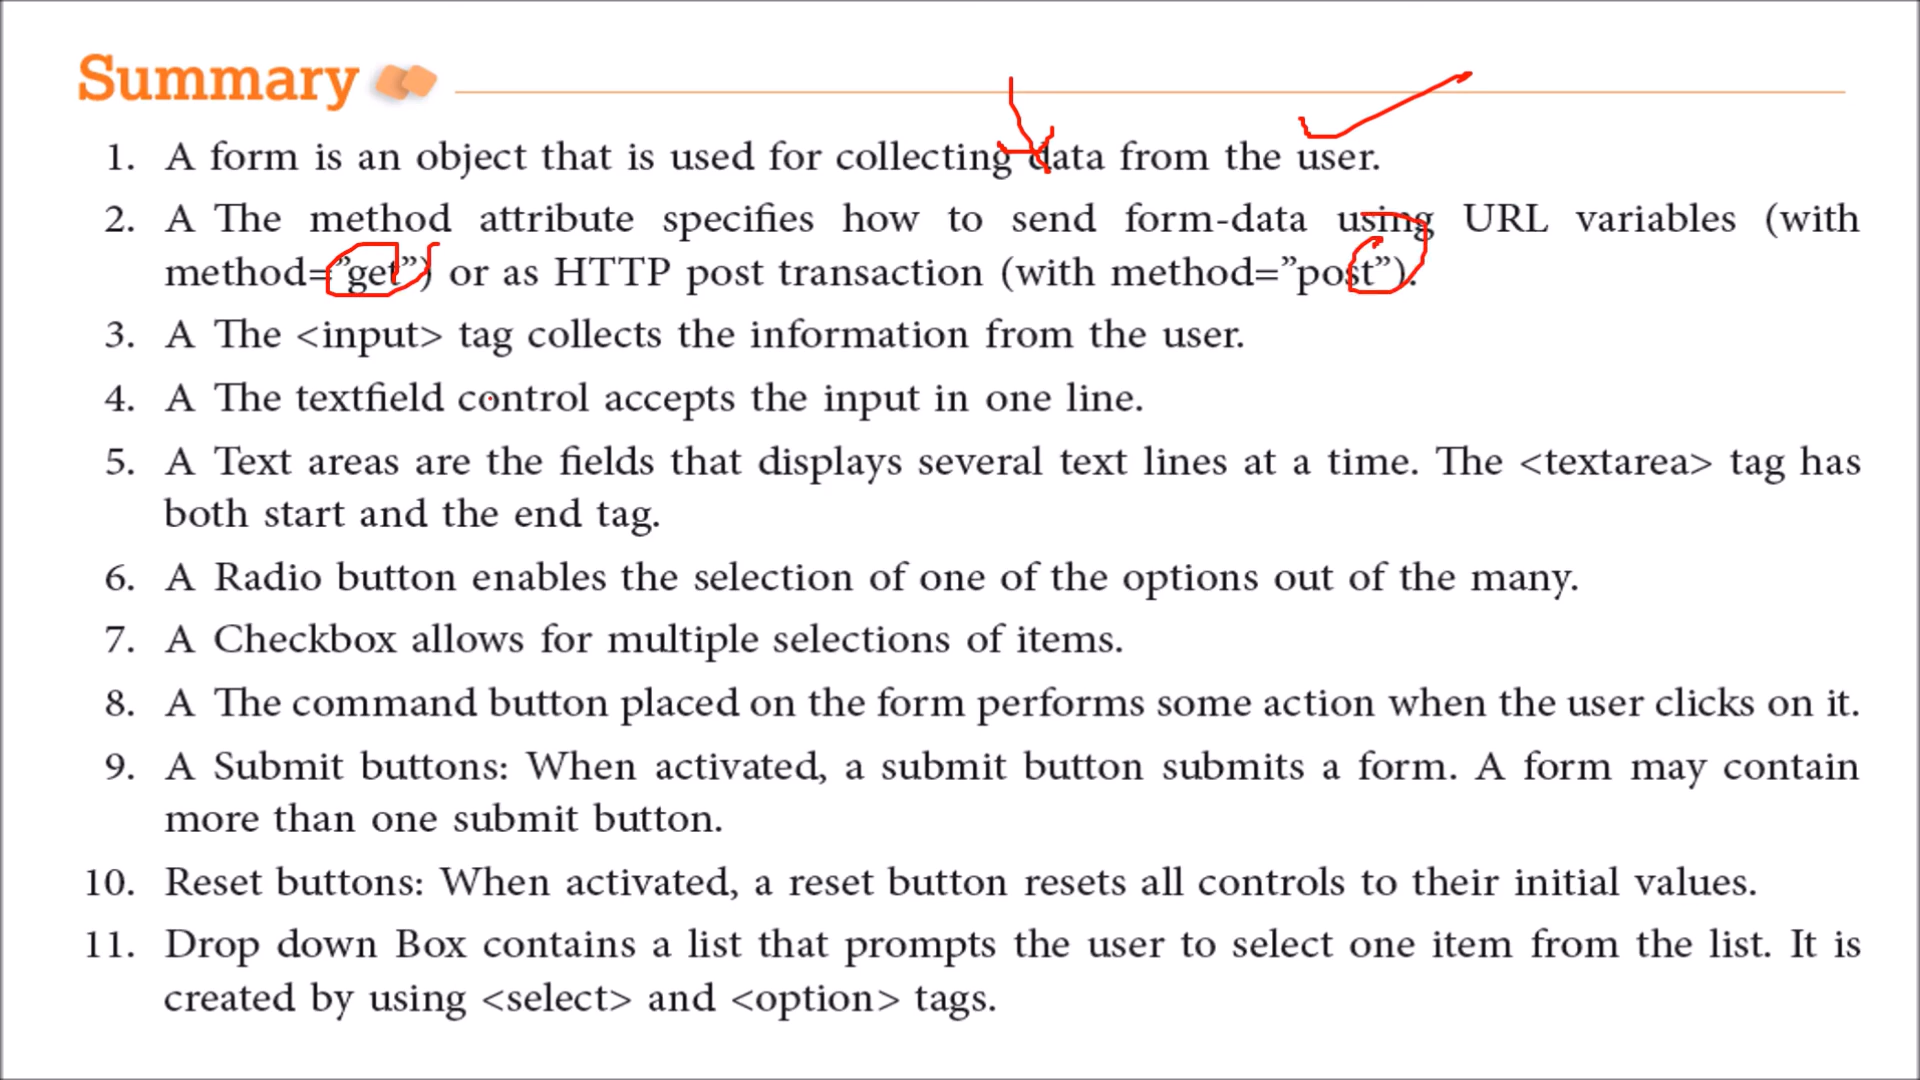 Summary
1. A form is an object that is used for collecting data from the user.
2. A The method attribute specifies how to send form-data using URL variables (with
method=”get”) or as HTTP post transaction (with method=”post”).
3. A The <input> tag collects the information from the user.
4. A The textfield control accepts the input in one line.
5. A Text areas are the fields that displays several text lines at a time. The <textarea> tag has
both start and the end tag.
6. A Radio button enables the selection of one of the options out of the many.
7. A Checkbox allows for multiple selections of items.
8. A The command button placed on the form performs some action when the user clicks on it.
9. A Submit buttons: When activated, a submit button submits a form. A form may contain
more than one submit button.
10. Reset buttons: When activated, a reset button resets all controls to their initial values.
11. Drop down Box contains a list that prompts the user to select one item from the list. It is
created by using <select> and <option> tags.